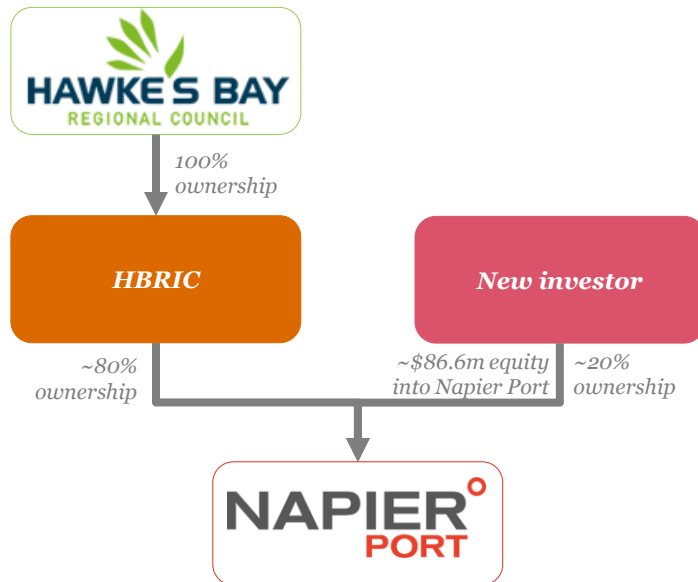 HAWKE'S BAY
REGIONAL COUNCIL
100%
ownership
HBRIC
New investor
~80%
ownership
~$86.6m equity
into Napier Port
~20%
ownership
NAPIER
PORT